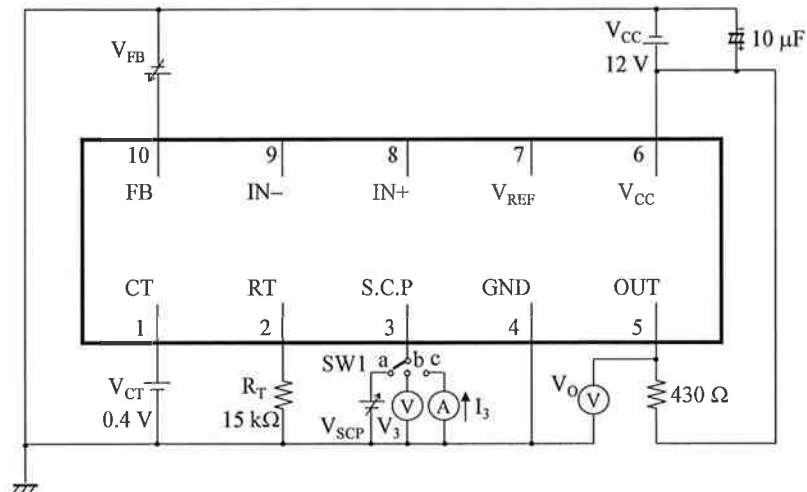 V_CC
10 μF
V_FB
12 V
10 9 8 7 6
FB IN− IN+ V_REF V_CC
CT RT S.C.P GND OUT
1 2 3 4 5
SW1 a b c
V_CT
0.4 V
R_T
15 kΩ
V_SCP
V
V_3
A
I_3
V_O
V
430 Ω